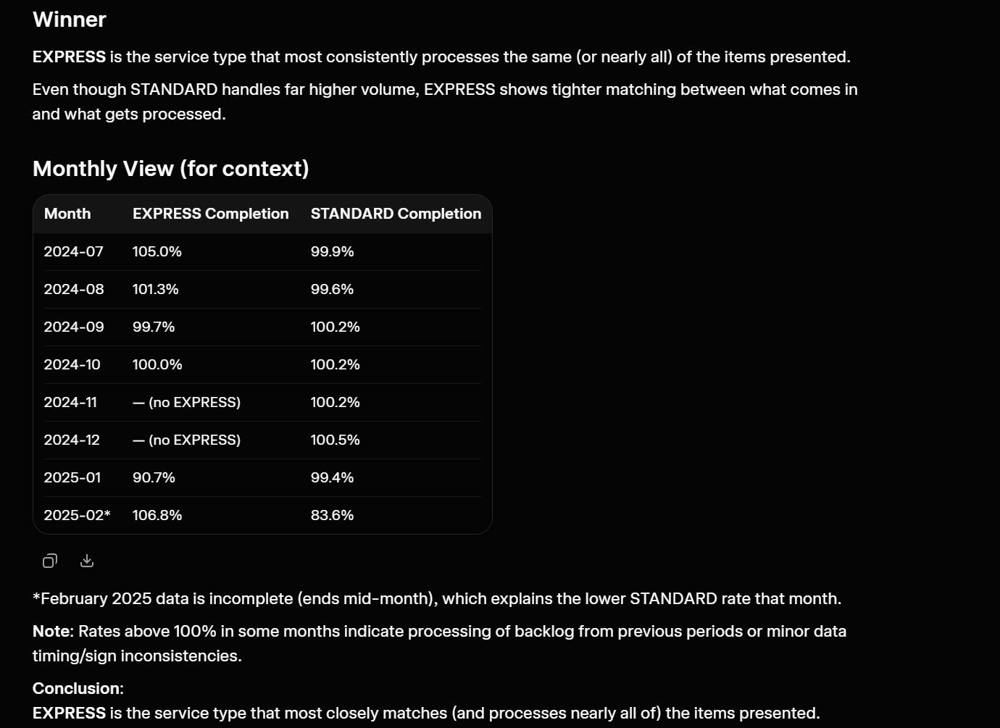 Winner
EXPRESS is the service type that most consistently processes the same (or nearly all) of the items presented.
Even though STANDARD handles far higher volume, EXPRESS shows tighter matching between what comes in
and what gets processed.
Monthly View (for context)
Month EXPRESS Completion STANDARD Completion
2024-07 105.0% 99.9%
2024-08 101.3% 99.6%
2024-09 99.7% 100.2%
2024-10 100.0% 100.2%
2024-11 — (no EXPRESS) 100.2%
2024-12 — (no EXPRESS) 100.5%
2025-01 90.7% 99.4%
2025-02* 106.8% 83.6%
*February 2025 data is incomplete (ends mid-month), which explains the lower STANDARD rate that month.
Note: Rates above 100% in some months indicate processing of backlog from previous periods or minor data
timing/sign inconsistencies.
Conclusion:
EXPRESS is the service type that most closely matches (and processes nearly all of) the items presented.